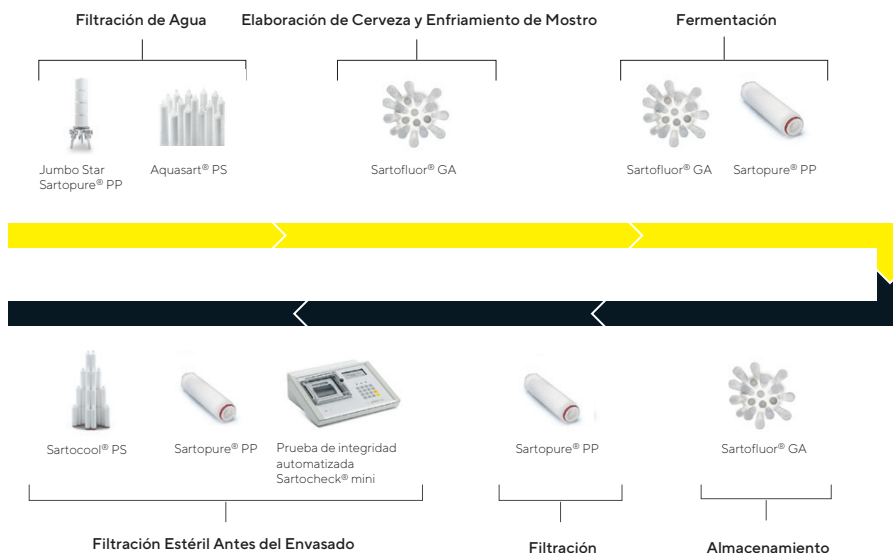 Filtración de Agua
Elaboración de Cerveza y Enfriamiento de Mostro
Fermentación
Jumbo Star
Sartopure® PP
Aquasart® PS
Sartofluor® GA
Sartofluor® GA
Sartopure® PP
Sartocool® PS
Sartopure® PP
Prueba de integridad
automatizada
Sartocheck® mini
Sartopure® PP
Sartofluor® GA
Filtración Estéril Antes del Envasado
Filtración
Almacenamiento